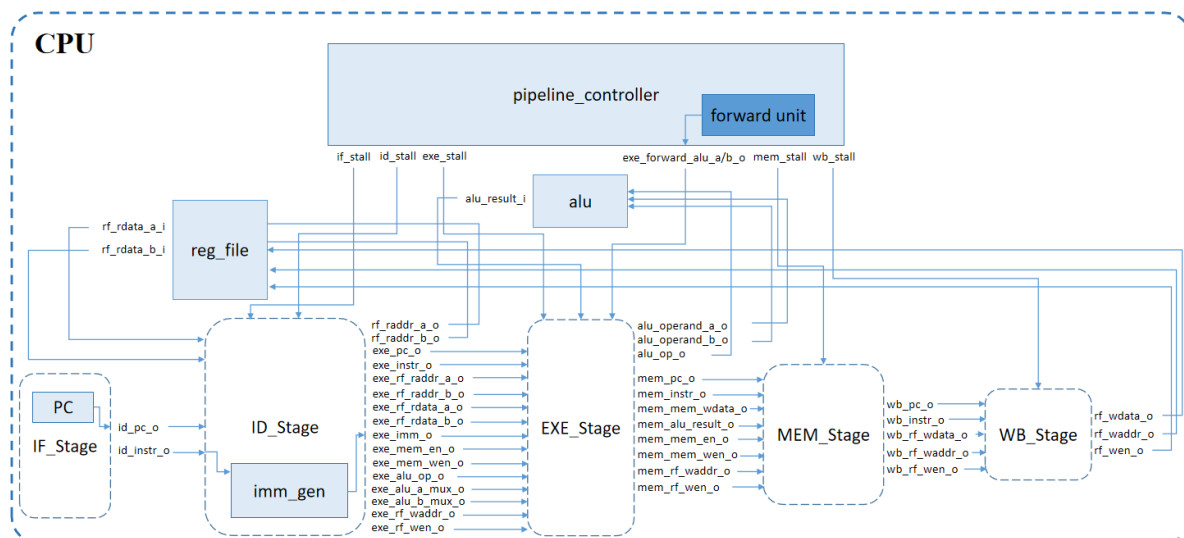 CPU
pipeline_controller
forward unit
if_stall
id_stall
exe_stall
exe_forward_alu_a/b_o
mem_stall
wb_stall
alu_result_i
alu
rf_rdata_a_i
rf_rdata_b_i
reg_file
rf_raddr_a_o
rf_raddr_b_o
exe_pc_o
exe_instr_o
exe_rf_raddr_a_o
exe_rf_raddr_b_o
exe_rf_rdata_a_o
exe_rf_rdata_b_o
exe_imm_o
exe_mem_en_o
exe_mem_wen_o
exe_alu_op_o
exe_alu_a_mux_o
exe_alu_b_mux_o
exe_rf_waddr_o
exe_rf_wen_o
PC
IF_Stage
id_pc_o
id_instr_o
ID_Stage
imm_gen
EXE_Stage
alu_operand_a_o
alu_operand_b_o
alu_op_o
mem_pc_o
mem_instr_o
mem_mem_wdata_o
mem_alu_result_o
mem_mem_en_o
mem_mem_wen_o
mem_rf_waddr_o
mem_rf_wen_o
MEM_Stage
wb_pc_o
wb_instr_o
wb_rf_wdata_o
wb_rf_waddr_o
wb_rf_wen_o
WB_Stage
rf_wdata_o
rf_waddr_o
rf_wen_o